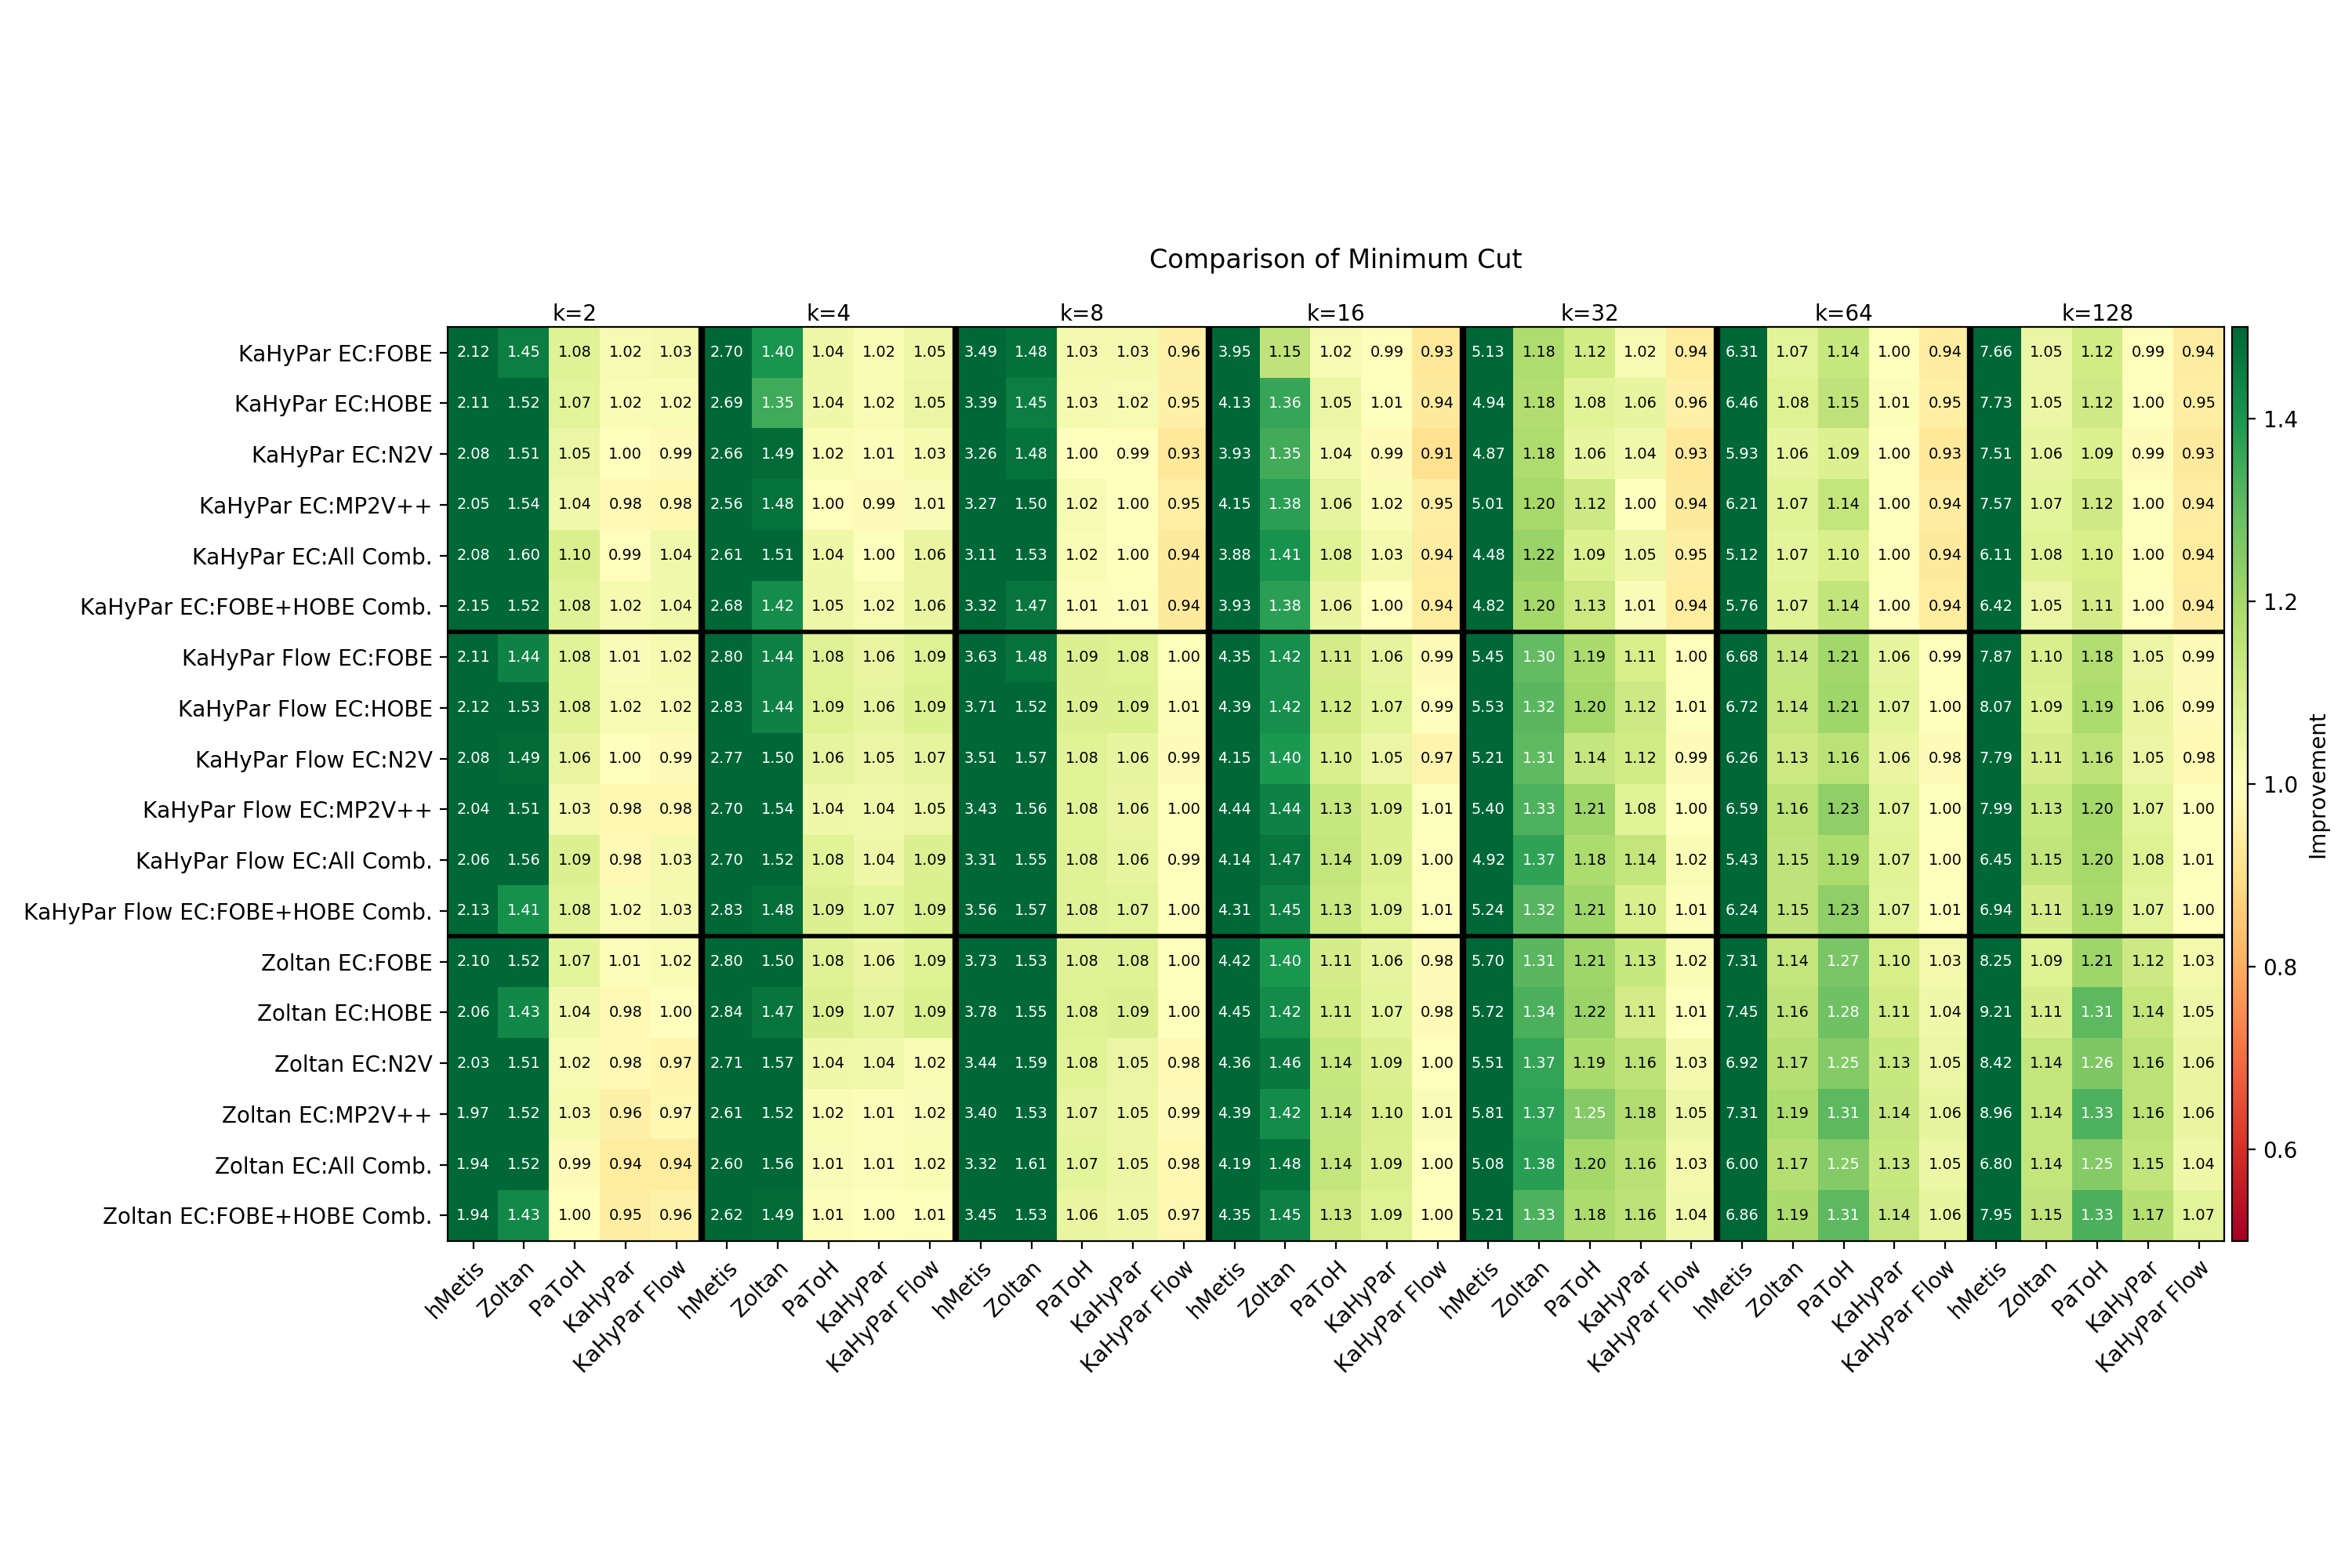 Comparison of Minimum Cut
k=2 k=4 k=8 k=16 k=32 k=64 k=128
KaHyPar EC:FOBE 2.12 1.45 1.08 1.02 1.03 2.70 1.40 1.04 1.02 1.05 3.49 1.48 1.03 1.03 0.96 3.95 1.15 1.02 0.99 0.93 5.13 1.18 1.12 1.02 0.94 6.31 1.07 1.14 1.00 0.94 7.66 1.05 1.12 0.99 0.94
KaHyPar EC:HOBE 2.11 1.52 1.07 1.02 1.02 2.69 1.35 1.04 1.02 1.05 3.39 1.45 1.03 1.02 0.95 4.13 1.36 1.05 1.01 0.94 4.94 1.18 1.08 1.06 0.96 6.46 1.08 1.15 1.01 0.95 7.73 1.05 1.12 1.00 0.95
KaHyPar EC:N2V 2.08 1.51 1.05 1.00 0.99 2.66 1.49 1.02 1.01 1.03 3.26 1.48 1.00 0.99 0.93 3.93 1.35 1.04 0.99 0.91 4.87 1.18 1.06 1.04 0.93 5.93 1.06 1.09 1.00 0.93 7.51 1.06 1.09 0.99 0.93
KaHyPar EC:MP2V++ 2.05 1.54 1.04 0.98 0.98 2.56 1.48 1.00 0.99 1.01 3.27 1.50 1.02 1.00 0.95 4.15 1.38 1.06 1.02 0.95 5.01 1.20 1.12 1.00 0.94 6.21 1.07 1.14 1.00 0.94 7.57 1.07 1.12 1.00 0.94
KaHyPar EC:All Comb. 2.08 1.60 1.10 0.99 1.04 2.61 1.51 1.04 1.00 1.06 3.11 1.53 1.02 1.00 0.94 3.88 1.41 1.08 1.03 0.94 4.48 1.22 1.09 1.05 0.95 5.12 1.07 1.10 1.00 0.94 6.11 1.08 1.10 1.00 0.94
KaHyPar EC:FOBE+HOBE Comb. 2.15 1.52 1.08 1.02 1.04 2.68 1.42 1.05 1.02 1.06 3.32 1.47 1.01 1.01 0.94 3.93 1.38 1.06 1.00 0.94 4.82 1.20 1.13 1.01 0.94 5.76 1.07 1.14 1.00 0.94 6.42 1.05 1.11 1.00 0.94
KaHyPar Flow EC:FOBE 2.11 1.44 1.08 1.01 1.02 2.80 1.44 1.08 1.06 1.09 3.63 1.48 1.09 1.08 1.00 4.35 1.42 1.11 1.06 0.99 5.45 1.30 1.19 1.11 1.00 6.68 1.14 1.21 1.06 0.99 7.87 1.10 1.18 1.05 0.99
KaHyPar Flow EC:HOBE 2.12 1.53 1.08 1.02 1.02 2.83 1.44 1.09 1.06 1.09 3.71 1.52 1.09 1.09 1.01 4.39 1.42 1.12 1.07 0.99 5.53 1.32 1.20 1.12 1.01 6.72 1.14 1.21 1.07 1.00 8.07 1.09 1.19 1.06 0.99
KaHyPar Flow EC:N2V 2.08 1.49 1.06 1.00 0.99 2.77 1.50 1.06 1.05 1.07 3.51 1.57 1.08 1.06 0.99 4.15 1.40 1.10 1.05 0.97 5.21 1.31 1.14 1.12 0.99 6.26 1.13 1.16 1.06 0.98 7.79 1.11 1.16 1.05 0.98
KaHyPar Flow EC:MP2V++ 2.04 1.51 1.03 0.98 0.98 2.70 1.54 1.04 1.04 1.05 3.43 1.56 1.08 1.06 1.00 4.44 1.44 1.13 1.09 1.01 5.40 1.33 1.21 1.08 1.00 6.59 1.16 1.23 1.07 1.00 7.99 1.13 1.20 1.07 1.00
KaHyPar Flow EC:All Comb. 2.06 1.56 1.09 0.98 1.03 2.70 1.52 1.08 1.04 1.09 3.31 1.55 1.08 1.06 0.99 4.14 1.47 1.14 1.09 1.00 4.92 1.37 1.18 1.14 1.02 5.43 1.15 1.19 1.07 1.00 6.45 1.15 1.20 1.08 1.01
KaHyPar Flow EC:FOBE+HOBE Comb. 2.13 1.41 1.08 1.02 1.03 2.83 1.48 1.09 1.07 1.09 3.56 1.57 1.08 1.07 1.00 4.31 1.45 1.13 1.09 1.01 5.24 1.32 1.21 1.10 1.01 6.24 1.15 1.23 1.07 1.01 6.94 1.11 1.19 1.07 1.00
Zoltan EC:FOBE 2.10 1.52 1.07 1.01 1.02 2.80 1.50 1.08 1.06 1.09 3.73 1.53 1.08 1.08 1.00 4.42 1.40 1.11 1.06 0.98 5.70 1.31 1.21 1.13 1.02 7.31 1.14 1.27 1.10 1.03 8.25 1.09 1.21 1.12 1.03
Zoltan EC:HOBE 2.06 1.43 1.04 0.98 1.00 2.84 1.47 1.09 1.07 1.09 3.78 1.55 1.08 1.09 1.00 4.45 1.42 1.11 1.07 0.98 5.72 1.34 1.22 1.11 1.01 7.45 1.16 1.28 1.11 1.04 9.21 1.11 1.31 1.14 1.05
Zoltan EC:N2V 2.03 1.51 1.02 0.98 0.97 2.71 1.57 1.04 1.04 1.02 3.44 1.59 1.08 1.05 0.98 4.36 1.46 1.14 1.09 1.00 5.51 1.37 1.19 1.16 1.03 6.92 1.17 1.25 1.13 1.05 8.42 1.14 1.26 1.16 1.06
Zoltan EC:MP2V++ 1.97 1.52 1.03 0.96 0.97 2.61 1.52 1.02 1.01 1.02 3.40 1.53 1.07 1.05 0.99 4.39 1.42 1.14 1.10 1.01 5.81 1.37 1.25 1.18 1.05 7.31 1.19 1.31 1.14 1.06 8.96 1.14 1.33 1.16 1.06
Zoltan EC:All Comb. 1.94 1.52 0.99 0.94 0.94 2.60 1.56 1.01 1.01 1.02 3.32 1.61 1.07 1.05 0.98 4.19 1.48 1.14 1.09 1.00 5.08 1.38 1.20 1.16 1.03 6.00 1.17 1.25 1.13 1.05 6.80 1.14 1.25 1.15 1.04
Zoltan EC:FOBE+HOBE Comb. 1.94 1.43 1.00 0.95 0.96 2.62 1.49 1.01 1.00 1.01 3.45 1.53 1.06 1.05 0.97 4.35 1.45 1.13 1.09 1.00 5.21 1.33 1.18 1.16 1.04 6.86 1.19 1.31 1.14 1.06 7.95 1.15 1.33 1.17 1.07
hMetis Zoltan PaToH KaHyPar KaHyPar Flow hMetis Zoltan PaToH KaHyPar KaHyPar Flow hMetis Zoltan PaToH KaHyPar KaHyPar Flow hMetis Zoltan PaToH KaHyPar KaHyPar Flow hMetis Zoltan PaToH KaHyPar KaHyPar Flow hMetis Zoltan PaToH KaHyPar KaHyPar Flow hMetis Zoltan PaToH KaHyPar KaHyPar Flow
1.4
1.2
1.0
0.8
0.6
Improvement